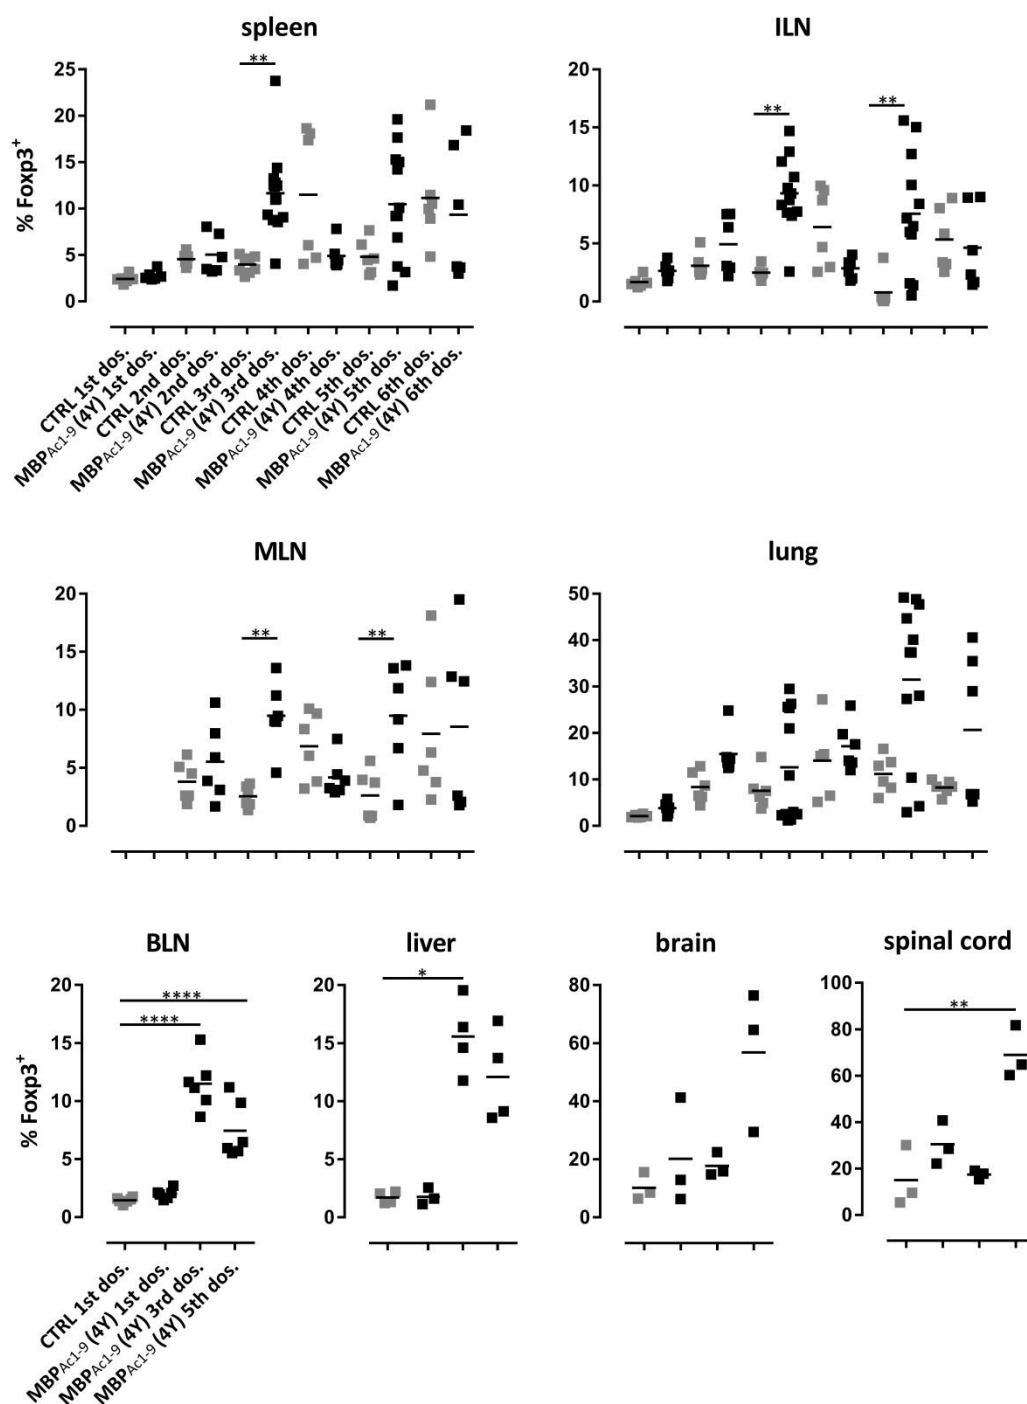 spleen
ILN
**
25
20
15
10
5
0
% Foxp3+
**
**
20
15
10
5
0
CTRL 1st dos.
MBPAc1-9 (4Y) 1st dos.
CTRL 2nd dos.
MBPAc1-9 (4Y) 2nd dos.
CTRL 3rd dos.
MBPAc1-9 (4Y) 3rd dos.
CTRL 4th dos.
MBPAc1-9 (4Y) 4th dos.
CTRL 5th dos.
MBPAc1-9 (4Y) 5th dos.
CTRL 6th dos.
MBPAc1-9 (4Y) 6th dos.
MLN
lung
**
**
20
15
10
5
0
50
40
30
20
10
0
BLN
liver
brain
spinal cord
****
****
20
15
10
5
0
% Foxp3+
*
20
15
10
5
0
80
60
40
20
0
**
100
80
60
40
20
0
CTRL 1st dos.
MBPAc1-9 (4Y) 1st dos.
MBPAc1-9 (4Y) 3rd dos.
MBPAc1-9 (4Y) 5th dos.